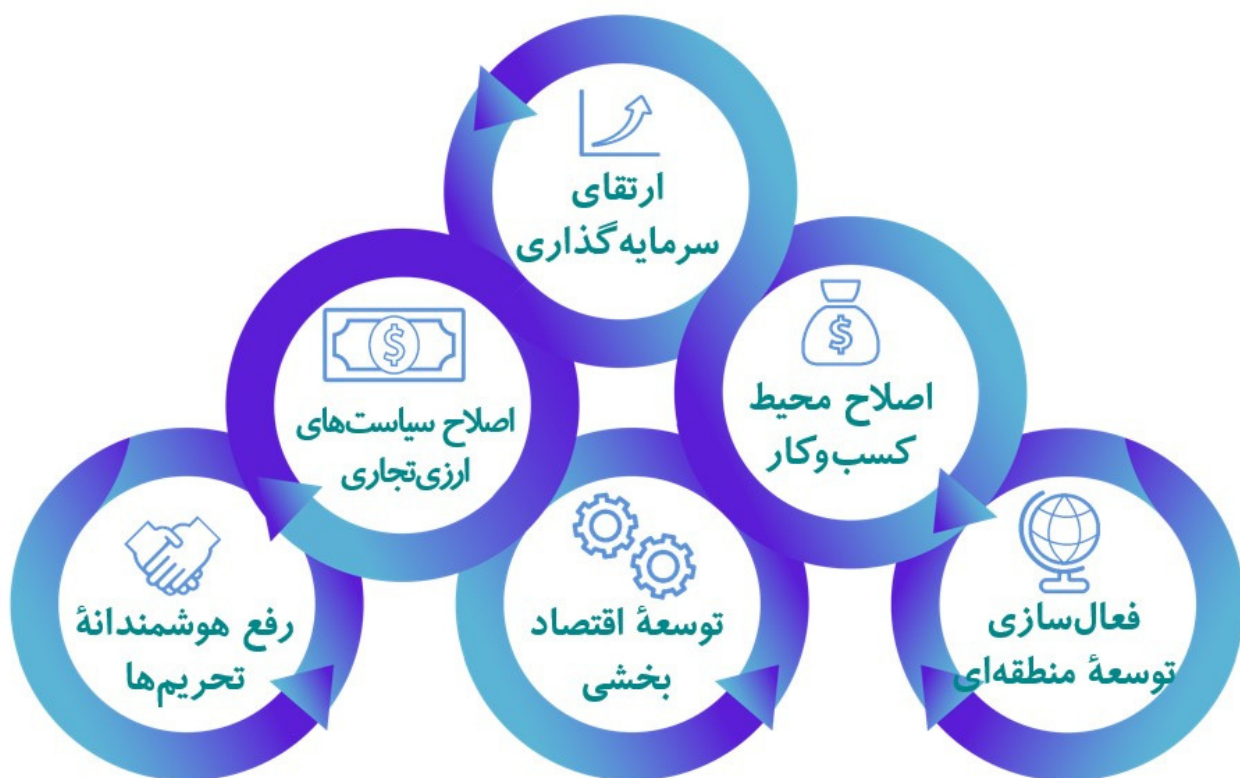 ارتقای
سرمایه‌گذاری
اصلاح محیط
کسب‌وکار
اصلاح سیاست‌های
ارزی‌تجاری
فعال‌سازی
توسعهٔ منطقه‌ای
توسعهٔ اقتصاد
بخشی
رفع هوشمندانهٔ
تحریم‌ها